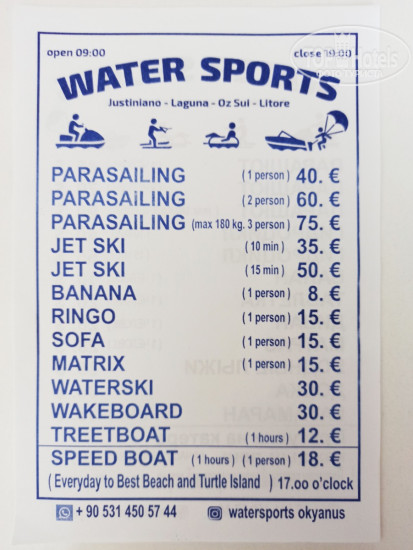 open 09:00 close 19:00
WATER SPORTS
Justiniano - Laguna - Oz Sui - Litore
PARASAILING (1 person) 40. €
PARASAILING (2 person) 60. €
PARASAILING (max 180 kg. 3 person) 75. €
JET SKI (10 min) 35. €
JET SKI (15 min) 50. €
BANANA (1 person) 8. €
RINGO (1 person) 15. €
SOFA (1 person) 15. €
MATRIX (1 person) 15. €
WATERSKI 30. €
WAKEBOARD 30. €
TREETBOAT (1 hours) 12. €
SPEED BOAT (1 hours) (1 person) 18. €
(Everyday to Best Beach and Turtle Island ) 17.oo o'clock
+ 90 531 450 57 44 watersports okyanus